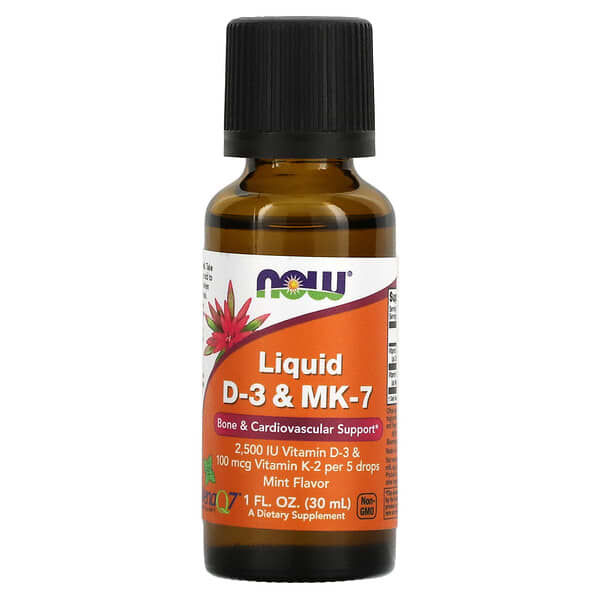 NOW®
Liquid
D-3 & MK-7
Bone & Cardiovascular Support*
2,500 IU Vitamin D-3 &
100 mcg Vitamin K-2 per 5 drops
Mint Flavor
1 FL. OZ. (30 mL)
A Dietary Supplement
Non-
GMO